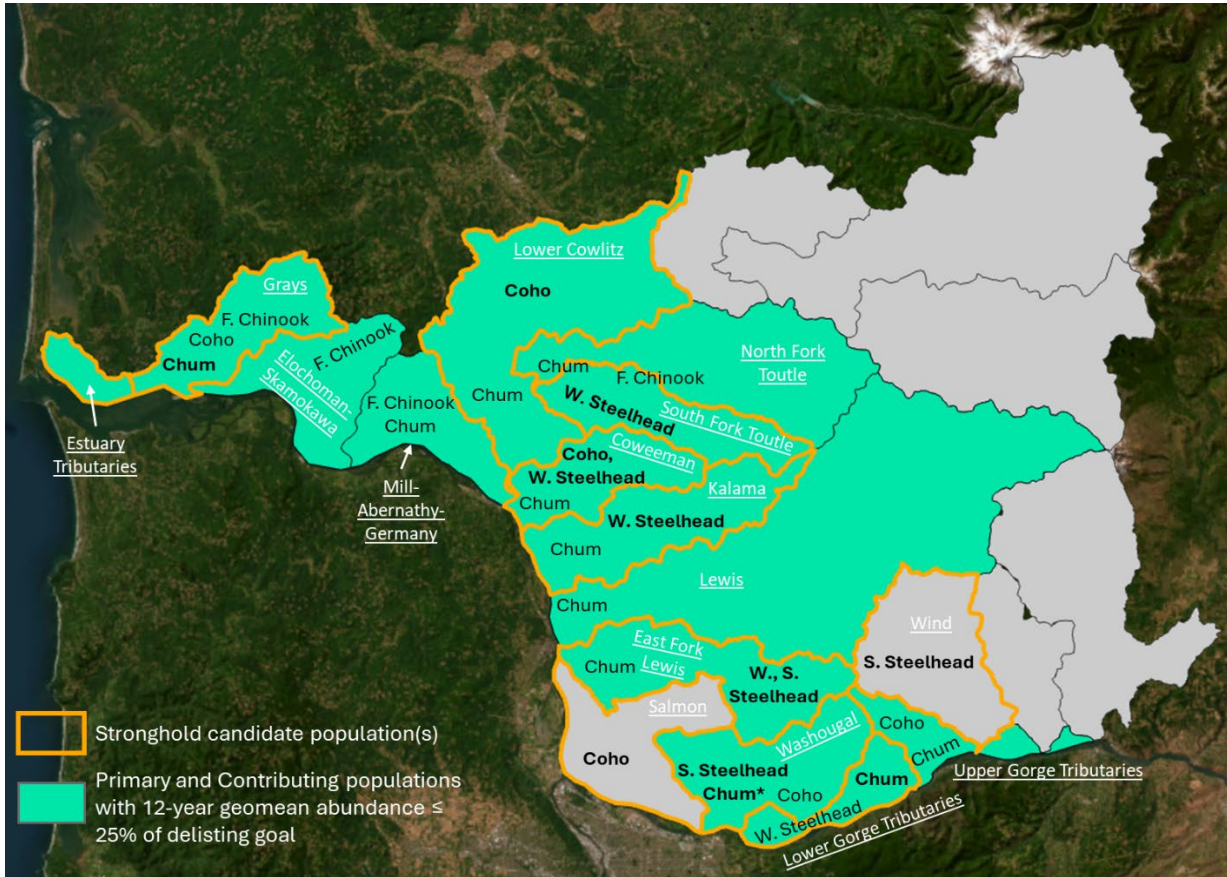 Lower Cowlitz
Coho
Grays
F. Chinook
Coho
Chum
F. Chinook
Elochoman-
Skamokawa
F. Chinook
Chum
Estuary
Tributaries
Mill-
Abernathy-
Germany
North Fork
Toutle
Chum
F. Chinook
W. Steelhead
South Fork Toutle
Chum
Coweeman
Coho,
W. Steelhead
Chum
Kalama
W. Steelhead
Chum
Lewis
Chum
East Fork
Lewis
Chum
W., S.
Steelhead
Wind
S. Steelhead
Salmon
Coho
Washougal
S. Steelhead
Chum*
Coho
Coho
Chum
Chum
W. Steelhead
Upper Gorge Tributaries
Lower Gorge Tributaries
Stronghold candidate population(s)
Primary and Contributing populations
with 12-year geomean abundance ≤
25% of delisting goal